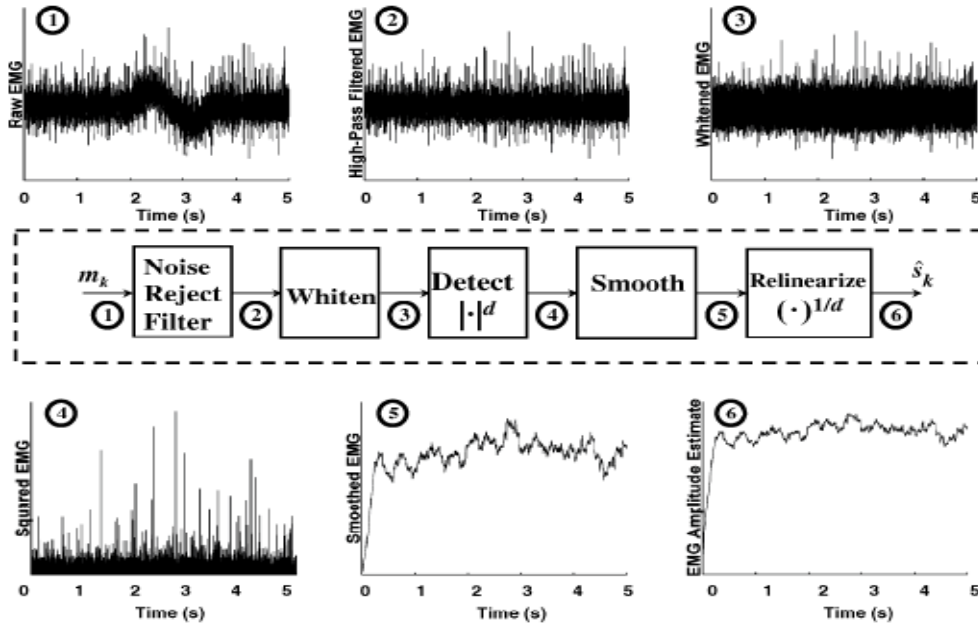 1
Raw EMG
0 1 2 3 4 5
Time (s)
2
High-Pass Filtered EMG
0 1 2 3 4 5
Time (s)
3
Whitened EMG
0 1 2 3 4 5
Time (s)
m_k
1
Noise
Reject
Filter
2
Whiten
3
Detect
|·|^d
4
Smooth
5
Relinearize
(·)^{1/d}
ŝ_k
6
4
Squared EMG
0 1 2 3 4 5
Time (s)
5
Smoothed EMG
0 1 2 3 4 5
Time (s)
6
EMG Amplitude Estimate
0 1 2 3 4 5
Time (s)